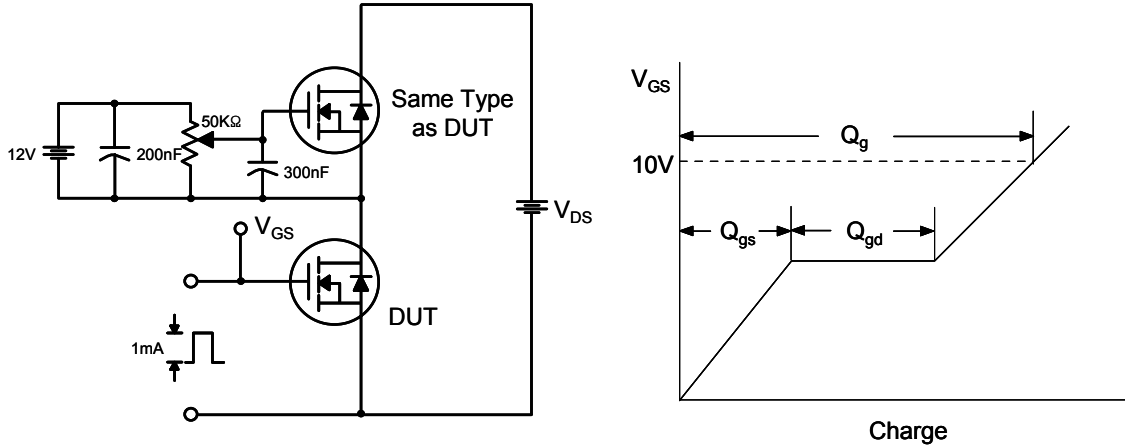 12V
200nF
50KΩ
300nF
Same Type
as DUT
V_GS
DUT
1mA
V_DS
V_GS
10V
Q_g
Q_gs
Q_gd
Charge